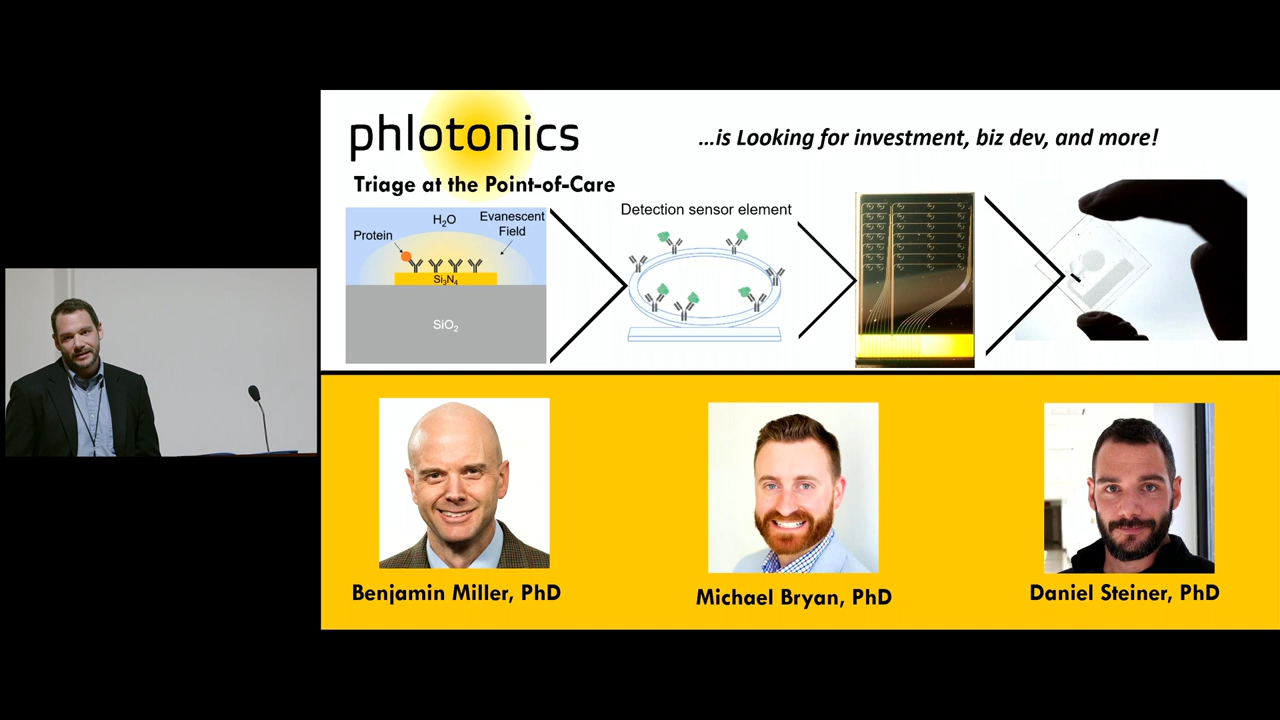 phlotonics
...is Looking for investment, biz dev, and more!
Triage at the Point-of-Care
H₂O
Evanescent
Field
Protein
Si₃N₄
SiO₂
Detection sensor element
Benjamin Miller, PhD
Michael Bryan, PhD
Daniel Steiner, PhD